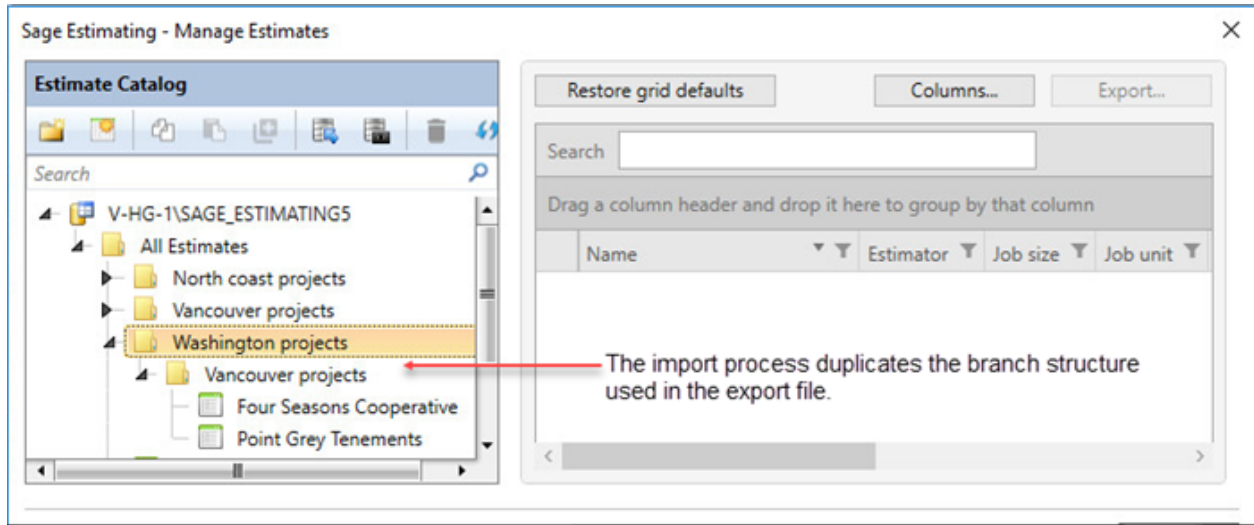 Sage Estimating - Manage Estimates
Estimate Catalog
Search
V-HG-1\SAGE_ESTIMATING5
All Estimates
North coast projects
Vancouver projects
Washington projects
Vancouver projects
Four Seasons Cooperative
Point Grey Tenements
Restore grid defaults Columns... Export...
Search
Drag a column header and drop it here to group by that column
Name Estimator Job size Job unit
The import process duplicates the branch structure
used in the export file.